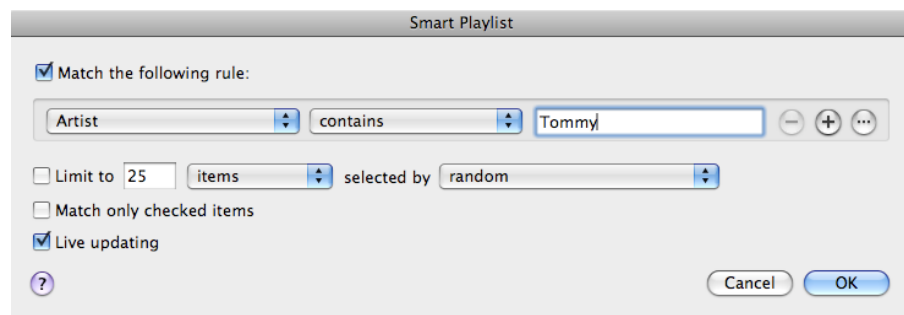 Smart Playlist
Match the following rule:
Artist contains Tommy
Limit to 25 items selected by random
Match only checked items
Live updating
? Cancel OK